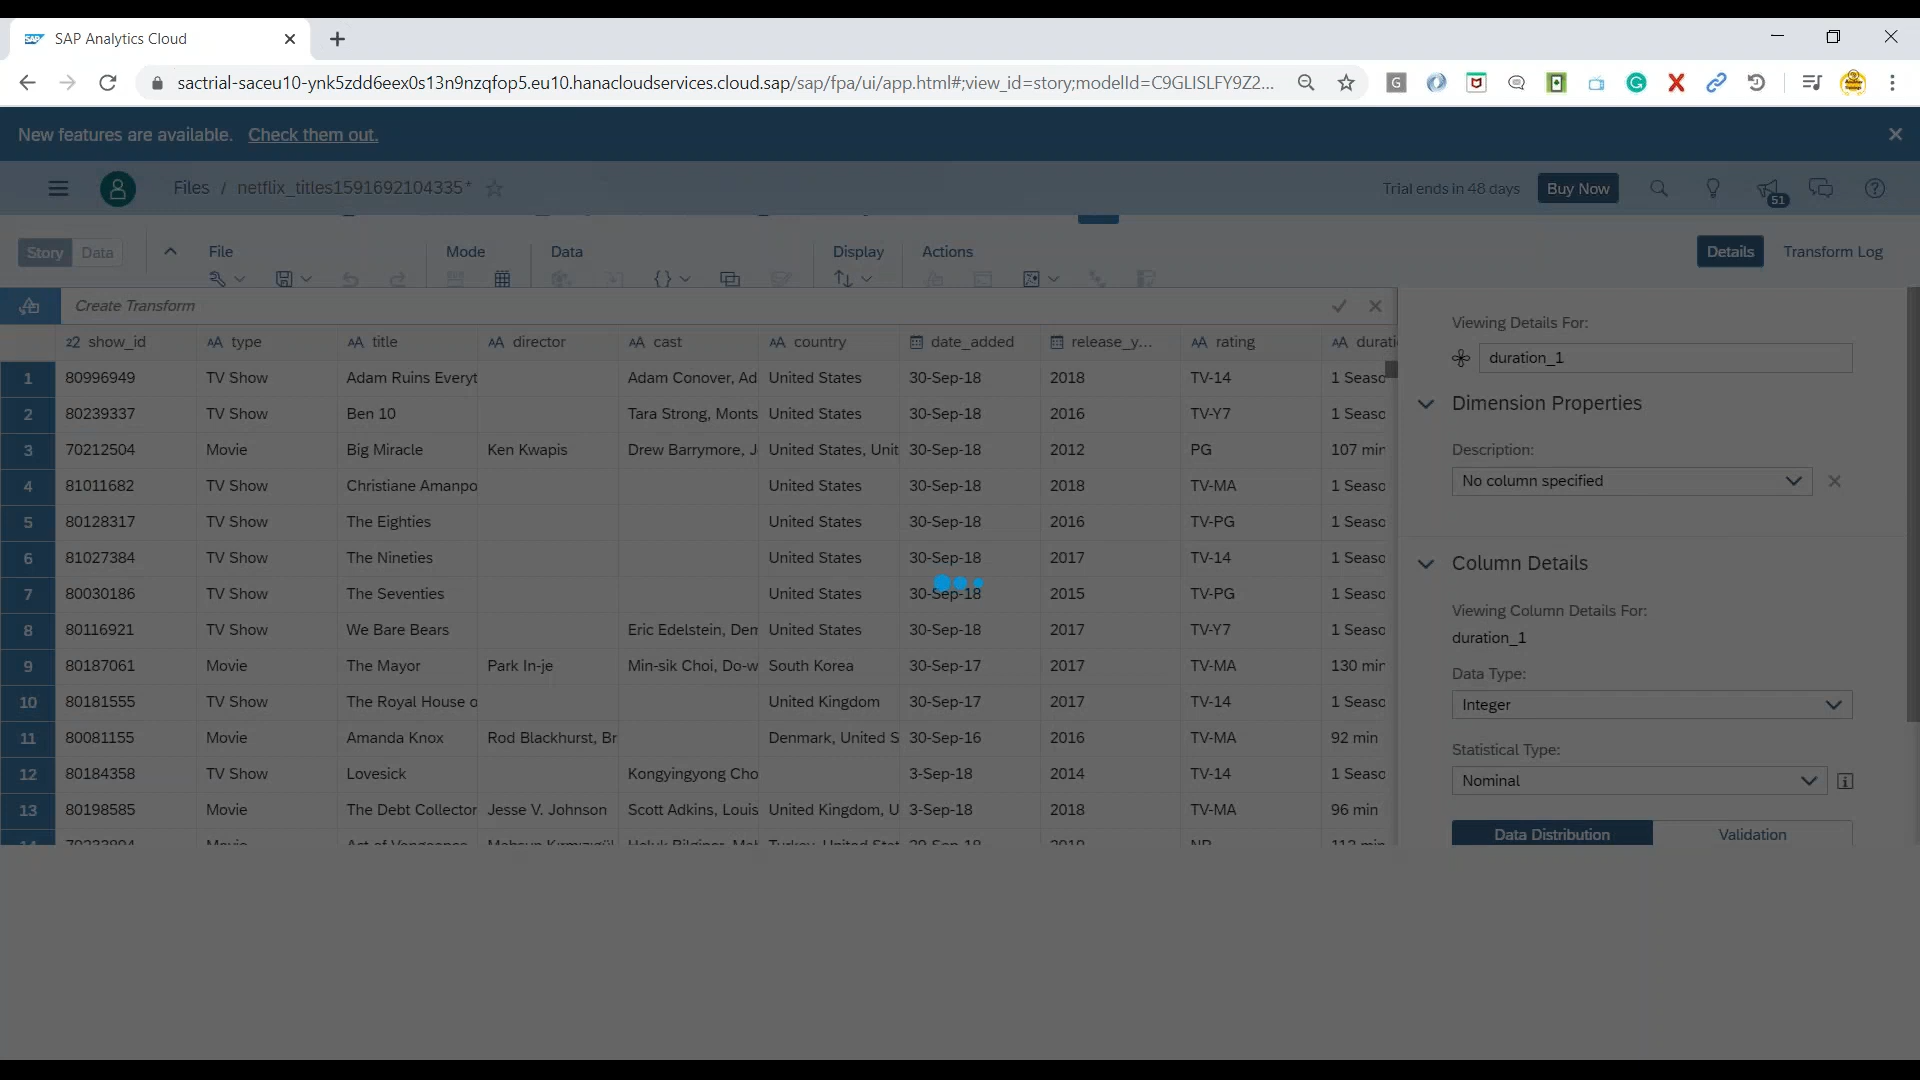 SAP Analytics Cloud
sactrial-saceu10-ynk5zdd6eex0s13n9nzqfop5.eu10.hanacloudservices.cloud.sap/sap/fpa/ui/app.html#;view_id=story;modelId=C9GLISLFY9Z2...
New features are available. Check them out.
Files / netflix_titles1591692104335* Trial ends in 48 days Buy Now 51
Story Data File Mode Data Display Actions Details Transform Log
Create Transform
show_id type title director cast country date_added release_y... rating durati
1 80996949 TV Show Adam Ruins Everyt Adam Conover, Ad United States 30-Sep-18 2018 TV-14 1 Seaso
2 80239337 TV Show Ben 10 Tara Strong, Monts United States 30-Sep-18 2016 TV-Y7 1 Seaso
3 70212504 Movie Big Miracle Ken Kwapis Drew Barrymore, J United States, Unit 30-Sep-18 2012 PG 107 min
4 81011682 TV Show Christiane Amanpo United States 30-Sep-18 2018 TV-MA 1 Seaso
5 80128317 TV Show The Eighties United States 30-Sep-18 2016 TV-PG 1 Seaso
6 81027384 TV Show The Nineties United States 30-Sep-18 2017 TV-14 1 Seaso
7 80030186 TV Show The Seventies United States 30-Sep-18 2015 TV-PG 1 Seaso
8 80116921 TV Show We Bare Bears Eric Edelstein, Dem United States 30-Sep-18 2017 TV-Y7 1 Seaso
9 80187061 Movie The Mayor Park In-je Min-sik Choi, Do-w South Korea 30-Sep-17 2017 TV-MA 130 min
10 80181555 TV Show The Royal House o United Kingdom 30-Sep-17 2017 TV-14 1 Seaso
11 80081155 Movie Amanda Knox Rod Blackhurst, Br Denmark, United S 30-Sep-16 2016 TV-MA 92 min
12 80184358 TV Show Lovesick Kongyingyong Cho 3-Sep-18 2014 TV-14 1 Seaso
13 80198585 Movie The Debt Collector Jesse V. Johnson Scott Adkins, Louis United Kingdom, U 3-Sep-18 2018 TV-MA 96 min
Viewing Details For:
duration_1
Dimension Properties
Description:
No column specified
Column Details
Viewing Column Details For:
duration_1
Data Type:
Integer
Statistical Type:
Nominal
Data Distribution Validation